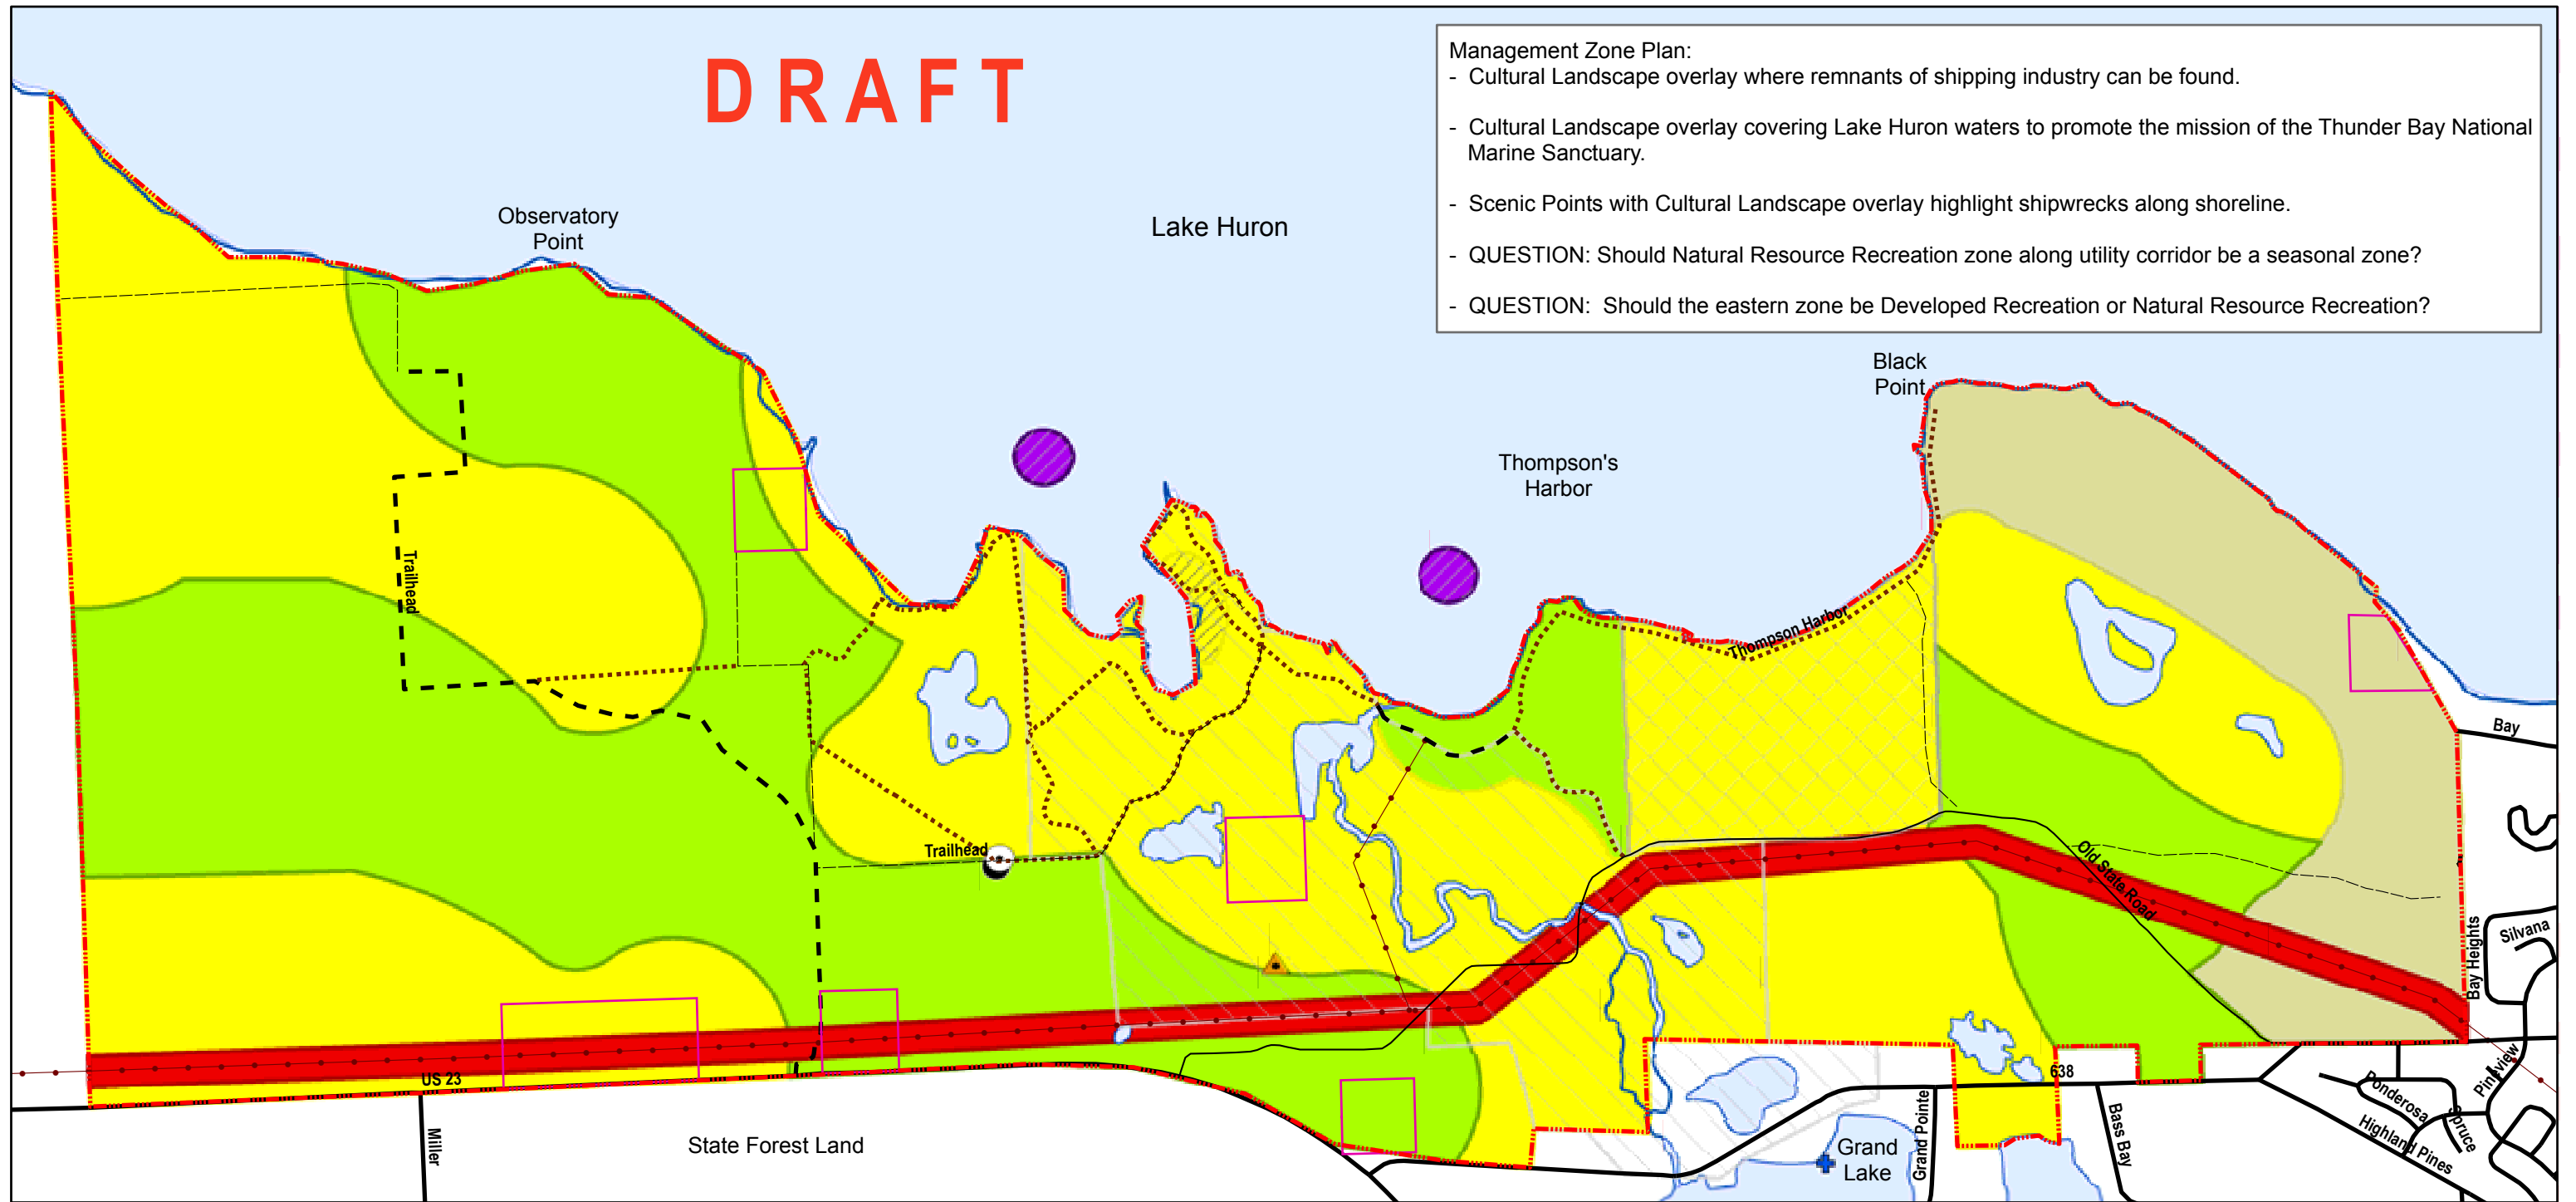 DRAFT
Management Zone Plan:
- Cultural Landscape overlay where remnants of shipping industry can be found.
- Cultural Landscape overlay covering Lake Huron waters to promote the mission of the Thunder Bay National
Marine Sanctuary.
- Scenic Points with Cultural Landscape overlay highlight shipwrecks along shoreline.
- QUESTION: Should Natural Resource Recreation zone along utility corridor be a seasonal zone?
- QUESTION: Should the eastern zone be Developed Recreation or Natural Resource Recreation?
Observatory
Point
Lake Huron
Black
Point
Thompson's
Harbor
Trailhead
Thompson Harbor
Bay
Trailhead
Old State Road
Bay Heights
Silvana
US 23
638
Pineview
Ponderosa
Spruce
Highland Pines
Miller
State Forest Land
Grand
Lake
Grand Pointe
Bass Bay